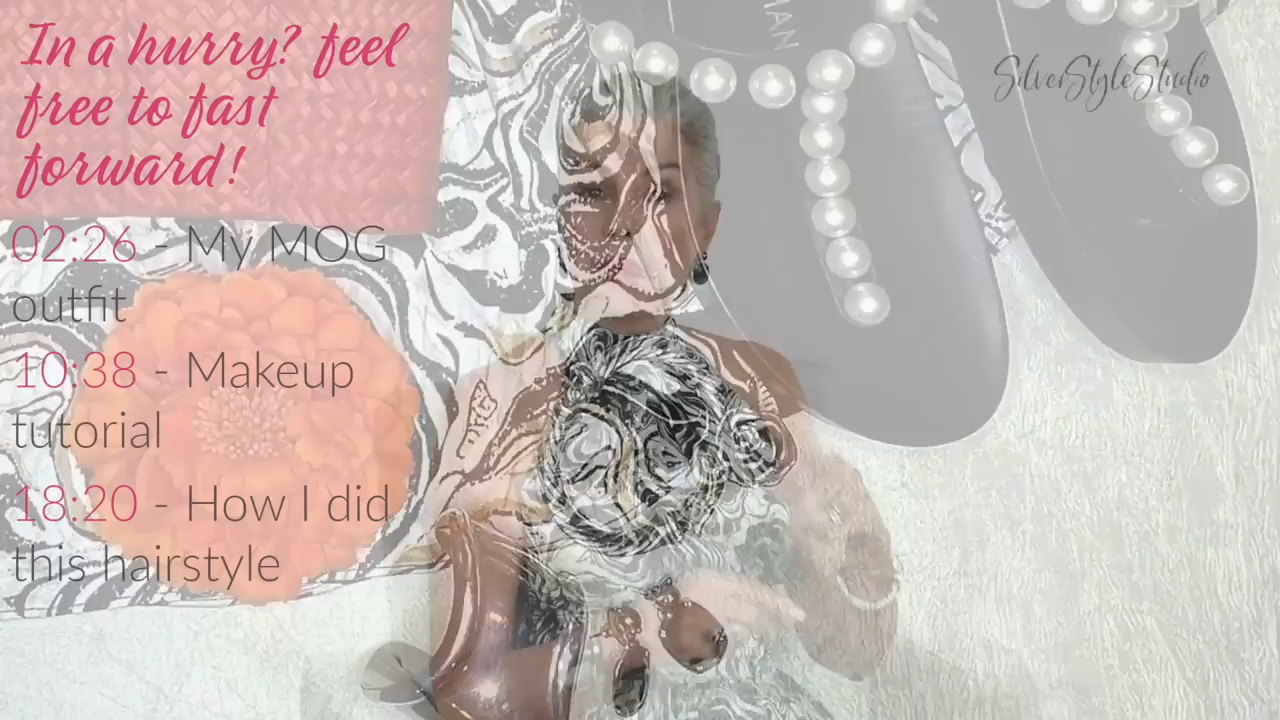 In a hurry? feel
free to fast
forward!
02:26 - My MOG
outfit
10:38 - Makeup
tutorial
18:20 - How I did
this hairstyle
MAN
SilverStyleStudio